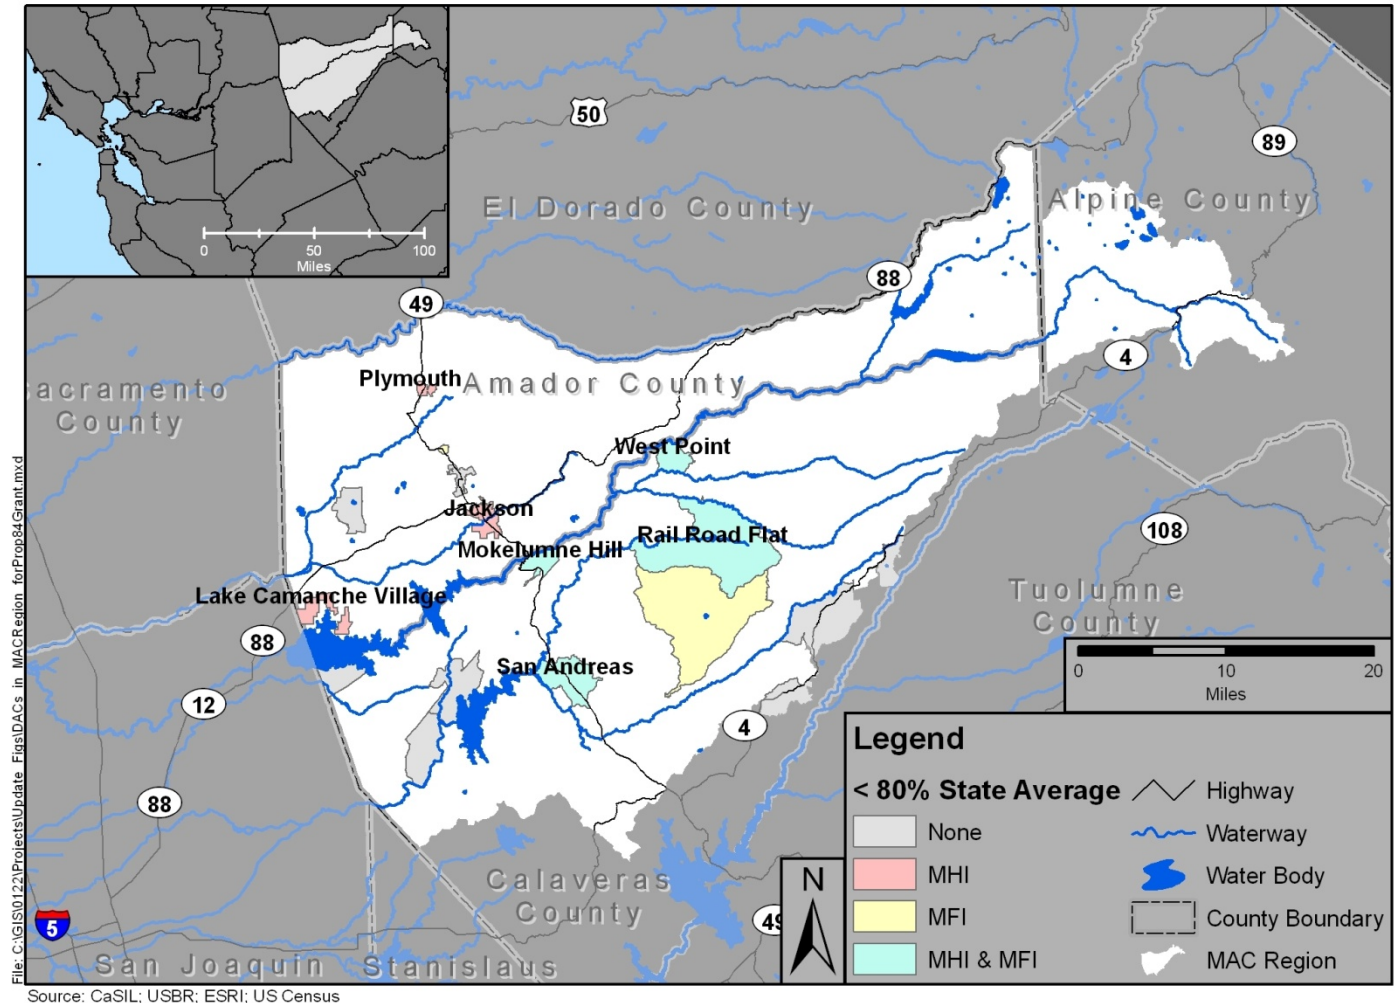 0 50 100
Miles
50
89
El Dorado County
Alpine County
88
49
4
Plymouth
Amador County
Sacramento
County
West Point
Jackson
Rail Road Flat
Mokelumne Hill
108
Lake Camanche Village
Tuolumne
County
88
San Andreas
0 10 20
Miles
12
4
88
Calaveras
County
49
5
San Joaquin
Stanislaus
N
Legend
< 80% State Average
None
MHI
MFI
MHI & MFI
Highway
Waterway
Water Body
County Boundary
MAC Region
File: C:\GIS\0122\Projects\Update Figs\DACs in MACRegion forProp84Grant.mxd
Source: CaSIL; USBR; ESRI; US Census